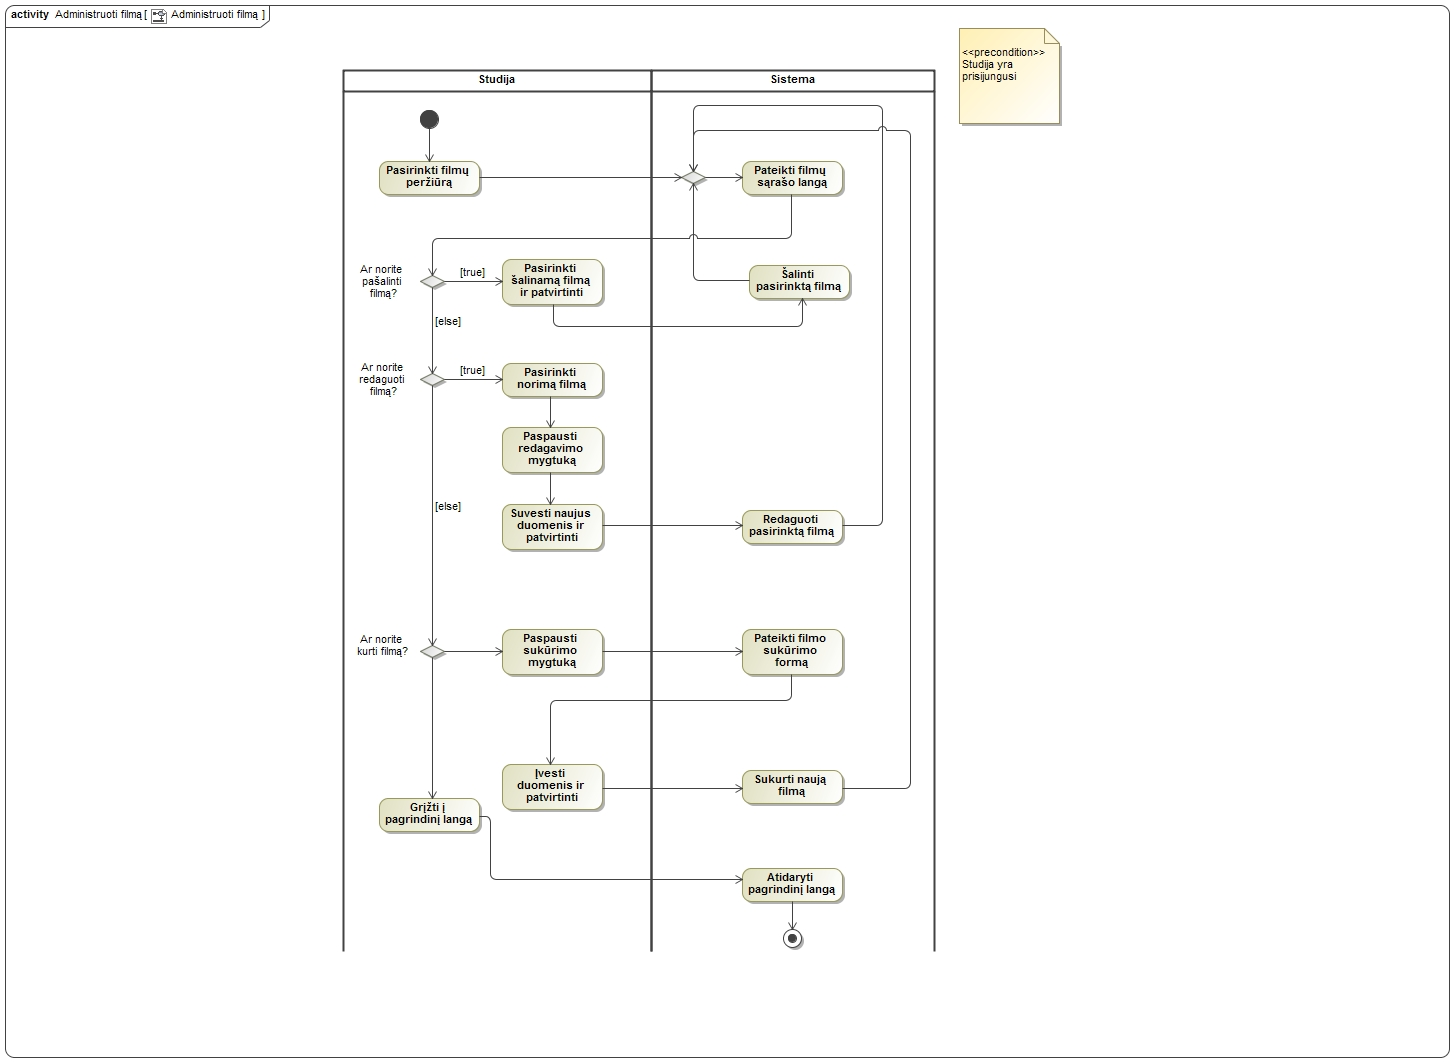 activity Administruoti filmą [ Administruoti filmą ]
<<precondition>>
Studija yra
prisijungusi
Studija
Sistema
Pasirinkti filmų
peržiūrą
Pateikti filmų
sąrašo langą
Ar norite
pašalinti
filmą?
[true]
Pasirinkti
šalinamą filmą
ir patvirtinti
Šalinti
pasirinktą filmą
[else]
Ar norite
redaguoti
filmą?
[true]
Pasirinkti
norimą filmą
Paspausti
redagavimo
mygtuką
[else]
Suvesti naujus
duomenis ir
patvirtinti
Redaguoti
pasirinktą filmą
Ar norite
kurti filmą?
Paspausti
sukūrimo
mygtuką
Pateikti filmo
sukūrimo
formą
Įvesti
duomenis ir
patvirtinti
Sukurti naują
filmą
Grįžti į
pagrindinį langą
Atidaryti
pagrindinį langą